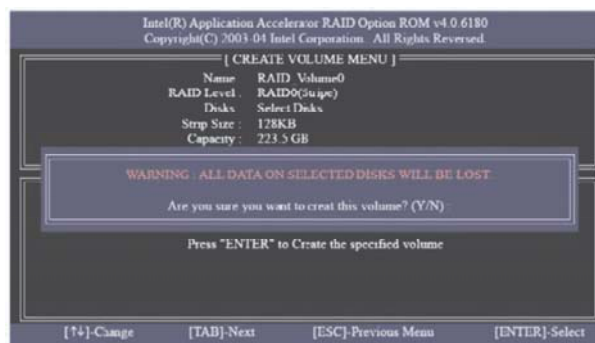 Intel(R) Application Accelerator RAID Option ROM v4.0.6180
Copyright(C) 2003-04 Intel Corporation. All Rights Reversed.
[ CREATE VOLUME MENU ]
Name RAID_Volume0
RAID Level : RAID0(Stripe)
Disks Select Disks
Strip Size : 128KB
Capacity : 223.5 GB
WARNING : ALL DATA ON SELECTED DISKS WILL BE LOST.
Are you sure you want to creat this volume? (Y/N) :
Press "ENTER" to Create the specified volume
[↑↓]-Change [TAB]-Next [ESC]-Previous Menu [ENTER]-Select